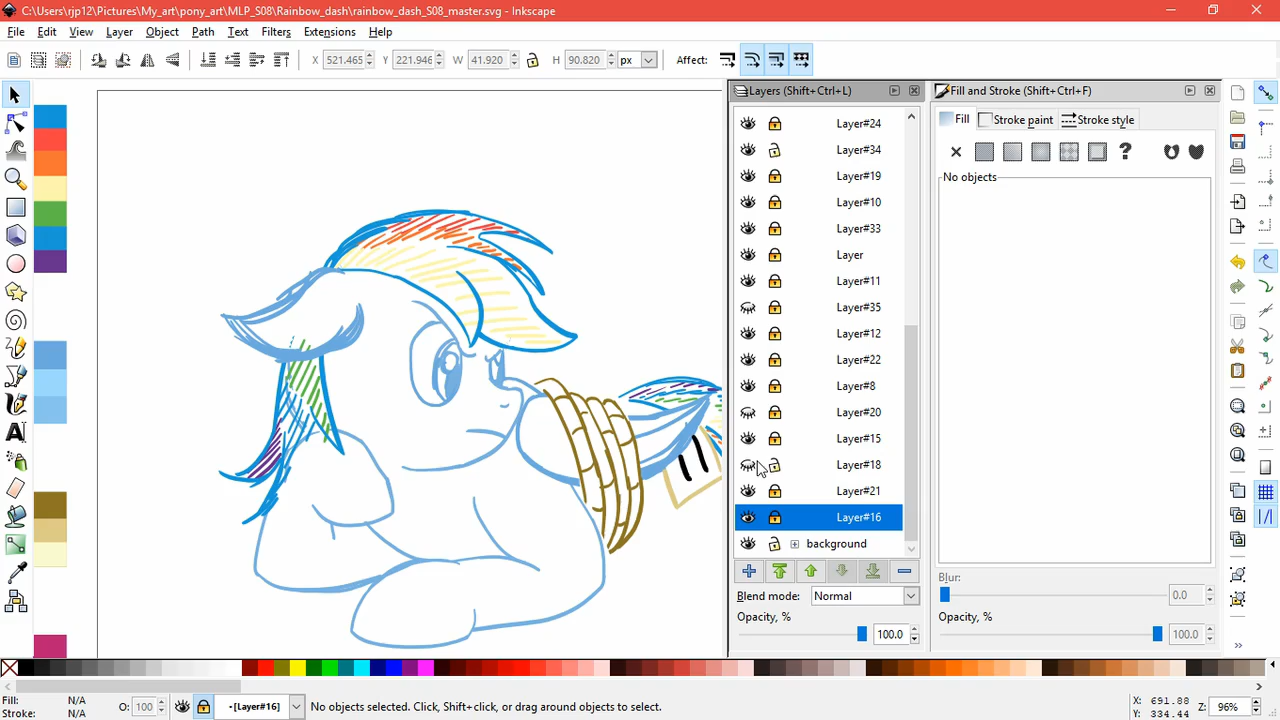 C:\Users\rjp12\Pictures\My_art\pony_art\MLP_S08\Rainbow_dash\rainbow_dash_S08_master.svg - Inkscape
File Edit View Layer Object Path Text Filters Extensions Help
X 521.465 Y 221.946 W 41.920 H 90.820 px Affect:
Layers (Shift+Ctrl+L)
Layer#24
Layer#34
Layer#19
Layer#10
Layer#33
Layer
Layer#11
Layer#35
Layer#12
Layer#22
Layer#8
Layer#20
Layer#15
Layer#18
Layer#21
Layer#16
background
Blend mode: Normal
Opacity, % 100.0
Fill and Stroke (Shift+Ctrl+F)
Fill Stroke paint Stroke style
?
No objects
Blur:
0.0
Opacity, %
100.0
Fill: N/A
Stroke: N/A
O: 100
[Layer#16]
No objects selected. Click, Shift+click, or drag around objects to select.
X: 691.88
Y: 334.44
Z: 96%